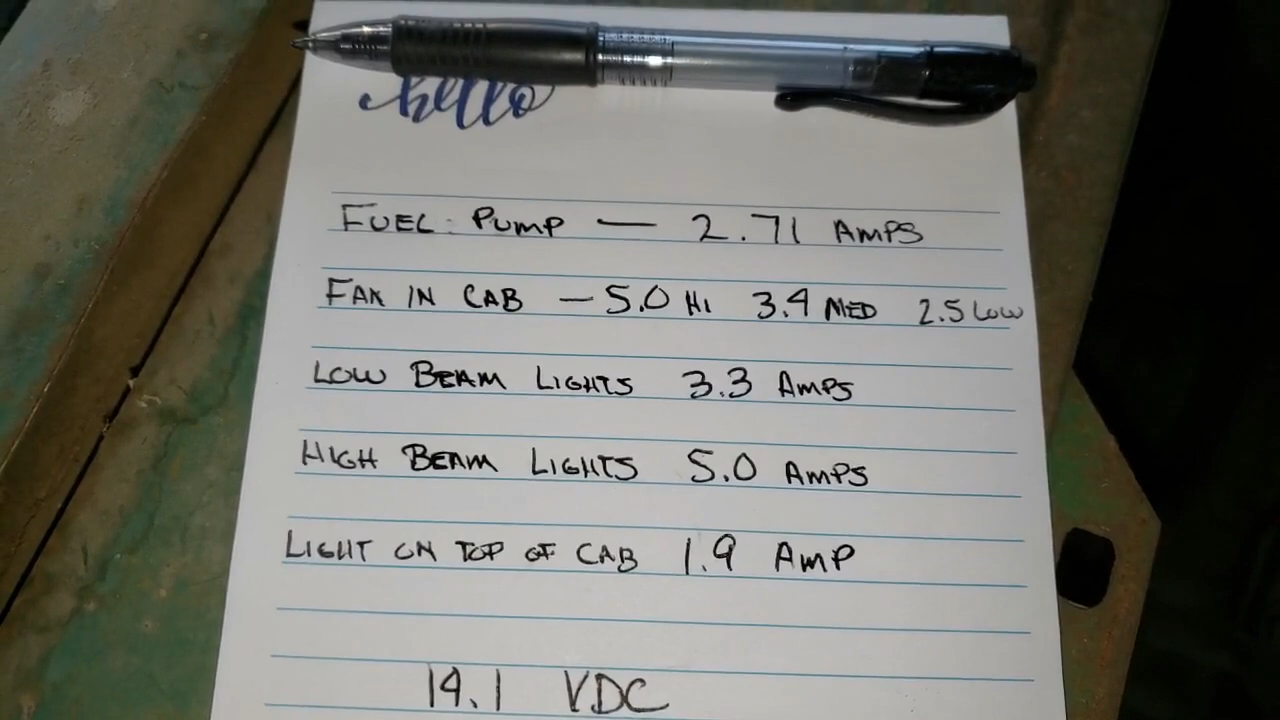 hello
FUEL PUMP — 2.71 AMPS
FAN IN CAB — 5.0 HI 3.4 MED 2.5 LOW
LOW BEAM LIGHTS 3.3 AMPS
HIGH BEAM LIGHTS 5.0 AMPS
LIGHT ON TOP OF CAB 1.9 AMP
14.1 VDC